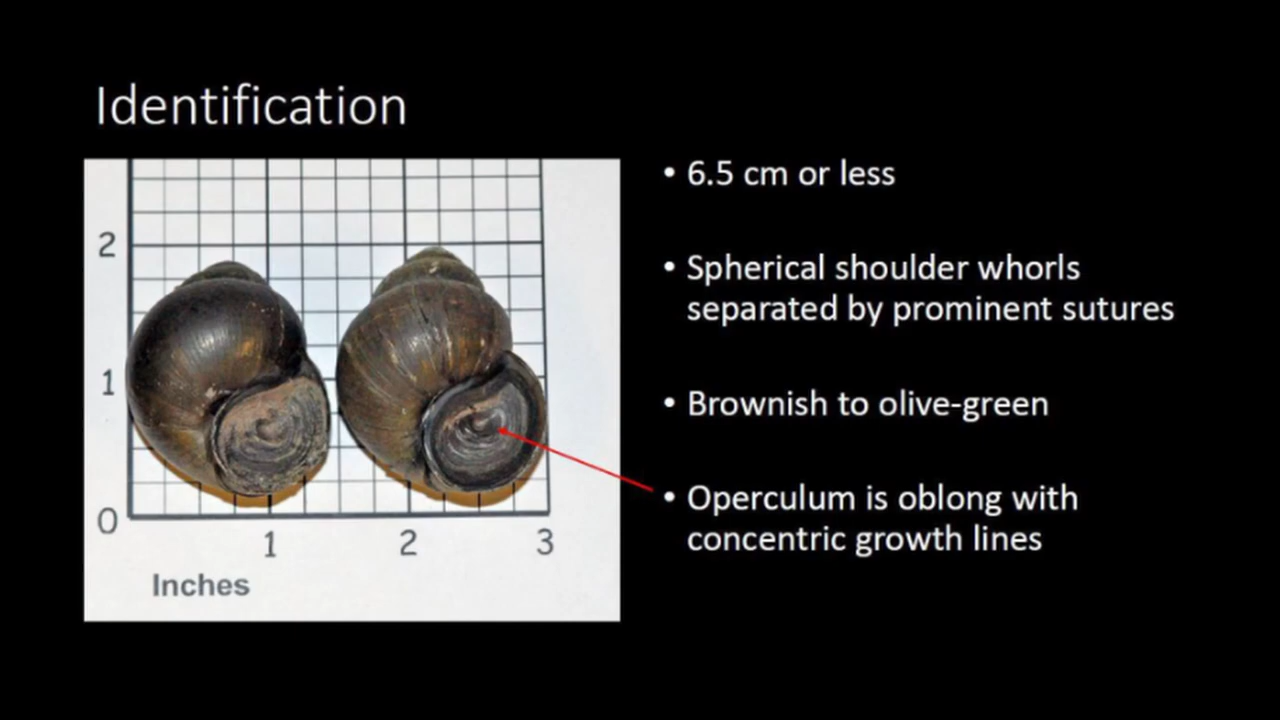 Identification
2
1
0
1 2 3
Inches
• 6.5 cm or less
• Spherical shoulder whorls
separated by prominent sutures
• Brownish to olive-green
• Operculum is oblong with
concentric growth lines